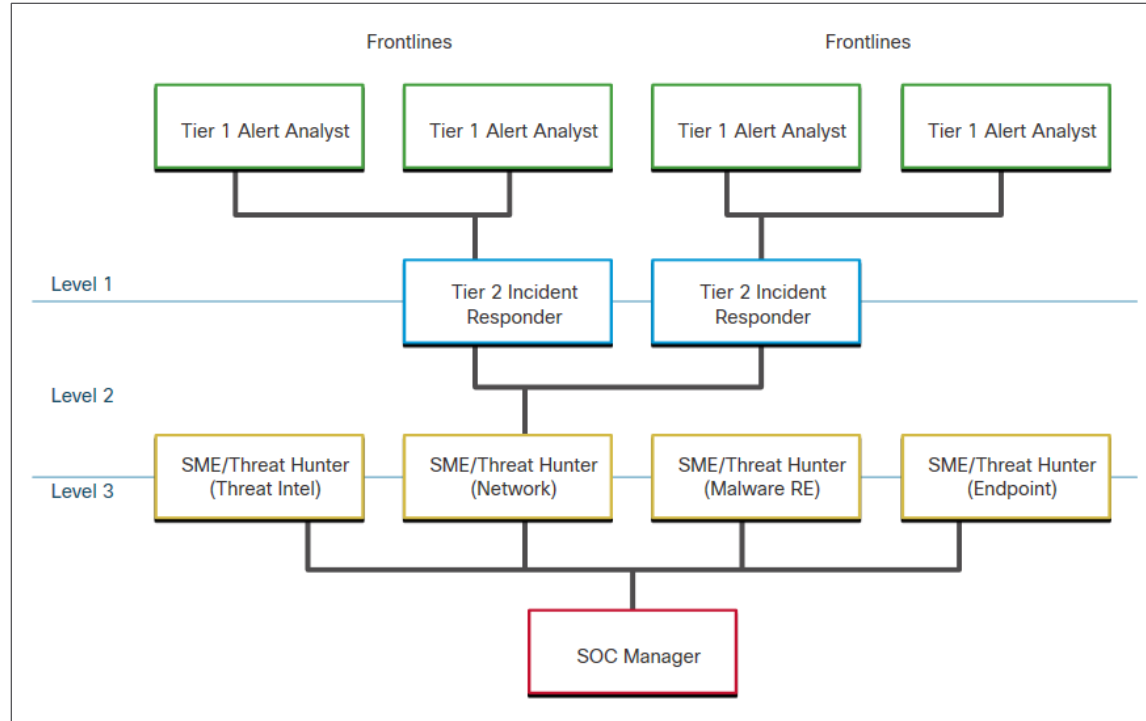 Frontlines
Frontlines
Tier 1 Alert Analyst
Tier 1 Alert Analyst
Tier 1 Alert Analyst
Tier 1 Alert Analyst
Level 1
Tier 2 Incident
Responder
Tier 2 Incident
Responder
Level 2
SME/Threat Hunter
(Threat Intel)
SME/Threat Hunter
(Network)
SME/Threat Hunter
(Malware RE)
SME/Threat Hunter
(Endpoint)
Level 3
SOC Manager